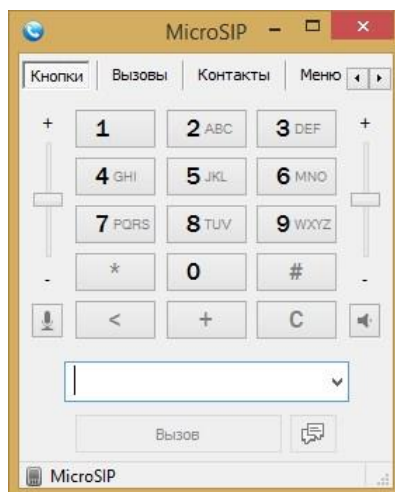 MicroSIP
Кнопки Вызовы Контакты Меню
+ 1 2 ABC 3 DEF +
4 GHI 5 JKL 6 MNO
7 PQRS 8 TUV 9 WXYZ
- * 0 # -
< + C
Вызов
MicroSIP